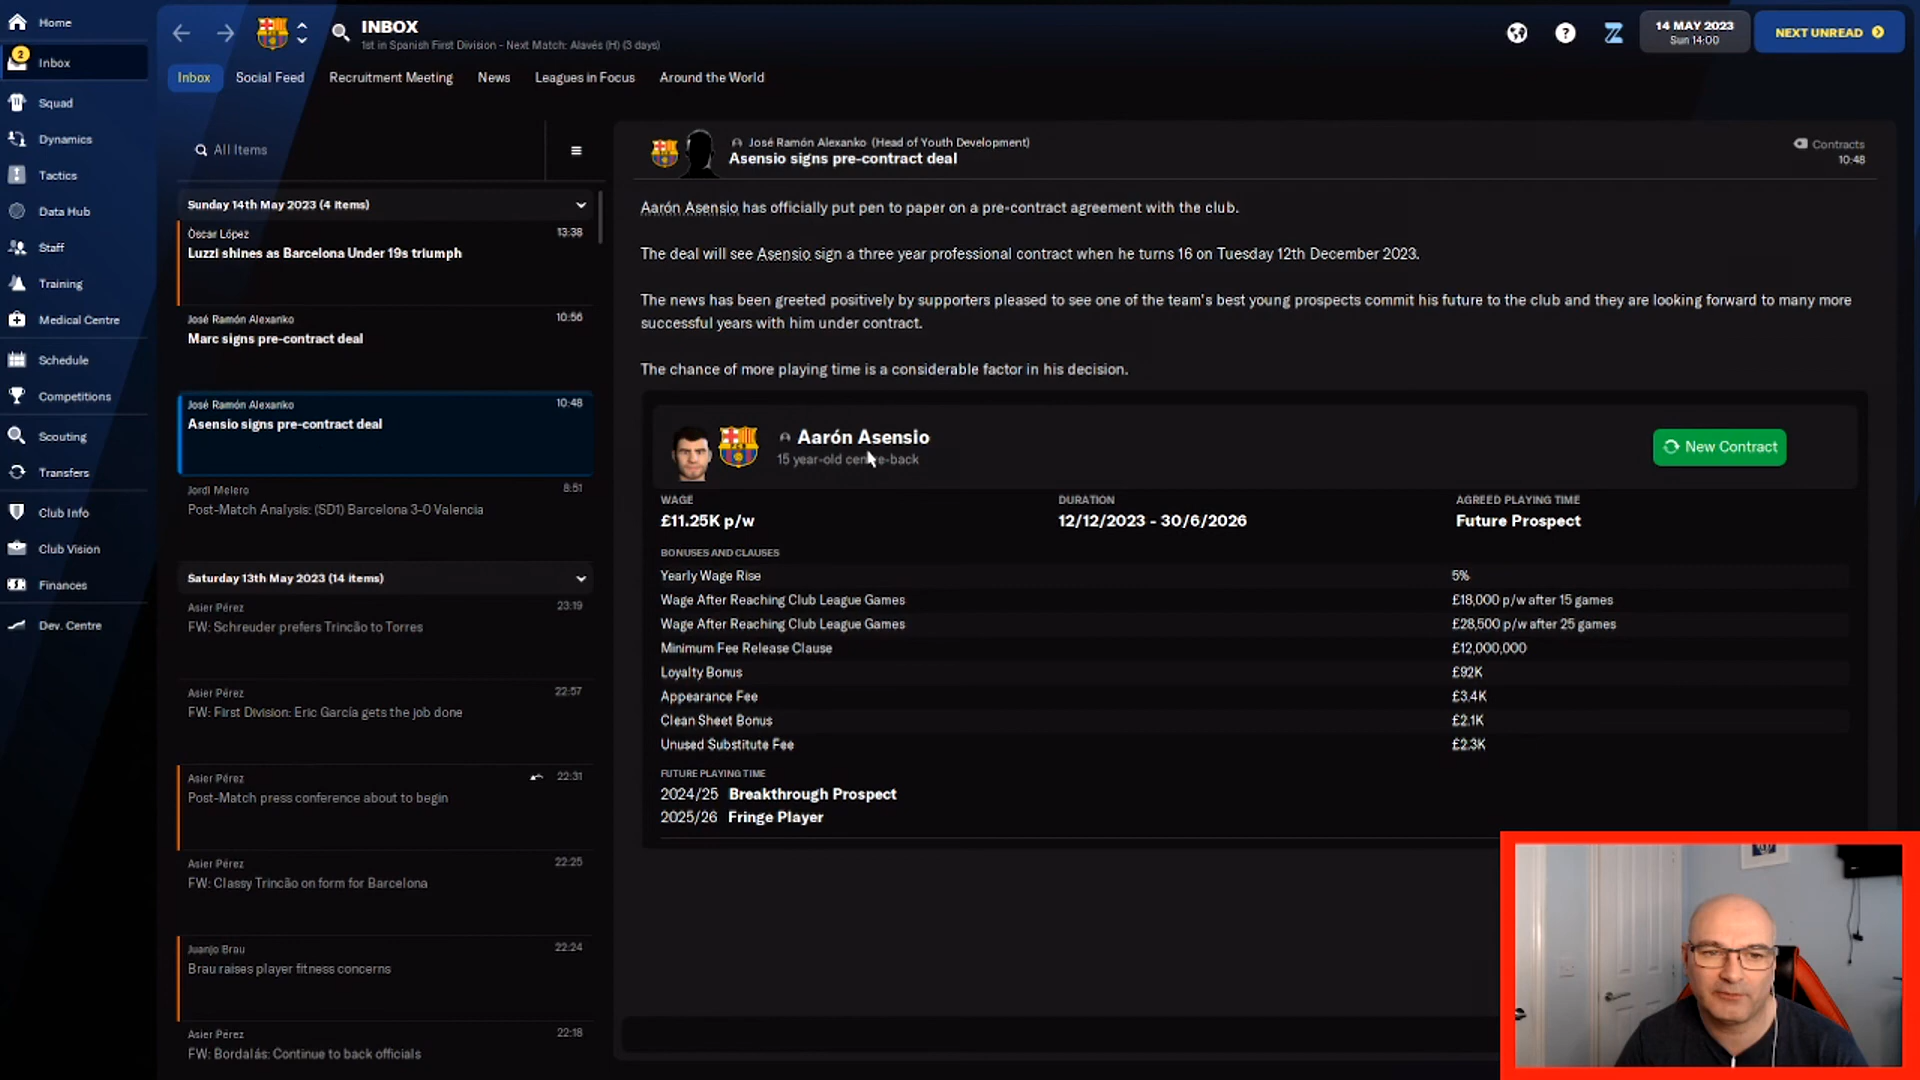 Home
2
Inbox
Squad
Dynamics
Tactics
Data Hub
Staff
Training
Medical Centre
Schedule
Competitions
Scouting
Transfers
Club Info
Club Vision
Finances
Dev. Centre
INBOX
1st in Spanish First Division - Next Match: Alavés (H) (3 days)
?
14 MAY 2023
Sun 14:00
NEXT UNREAD
Inbox Social Feed Recruitment Meeting News Leagues in Focus Around the World
All Items
Sunday 14th May 2023 (4 Items)
Òscar López 13:38
Luzzi shines as Barcelona Under 19s triumph
José Ramón Alexanko 10:56
Marc signs pre-contract deal
José Ramón Alexanko 10:48
Asensio signs pre-contract deal
Jordi Melero 8:51
Post-Match Analysis: (SD1) Barcelona 3-0 Valencia
Saturday 13th May 2023 (14 items)
Asier Pérez 23:19
FW: Schreuder prefers Trincão to Torres
Asier Pérez 22:57
FW: First Division: Eric García gets the job done
Asier Pérez 22:31
Post-Match press conference about to begin
Asier Pérez 22:25
FW: Classy Trincão on form for Barcelona
Juanjo Brau 22:24
Brau raises player fitness concerns
Asier Pérez 22:18
FW: Bordalás: Continue to back officials
José Ramón Alexanko (Head of Youth Development)
Asensio signs pre-contract deal
Contracts
10:48
Aarón Asensio has officially put pen to paper on a pre-contract agreement with the club.
The deal will see Asensio sign a three year professional contract when he turns 16 on Tuesday 12th December 2023.
The news has been greeted positively by supporters pleased to see one of the team's best young prospects commit his future to the club and they are looking forward to many more
successful years with him under contract.
The chance of more playing time is a considerable factor in his decision.
Aarón Asensio
15 year-old centre-back
New Contract
WAGE DURATION AGREED PLAYING TIME
£11.25K p/w 12/12/2023 - 30/6/2026 Future Prospect
BONUSES AND CLAUSES
Yearly Wage Rise 5%
Wage After Reaching Club League Games £18,000 p/w after 15 games
Wage After Reaching Club League Games £28,500 p/w after 25 games
Minimum Fee Release Clause £12,000,000
Loyalty Bonus £92K
Appearance Fee £3.4K
Clean Sheet Bonus £2.1K
Unused Substitute Fee £2.3K
FUTURE PLAYING TIME
2024/25 Breakthrough Prospect
2025/26 Fringe Player